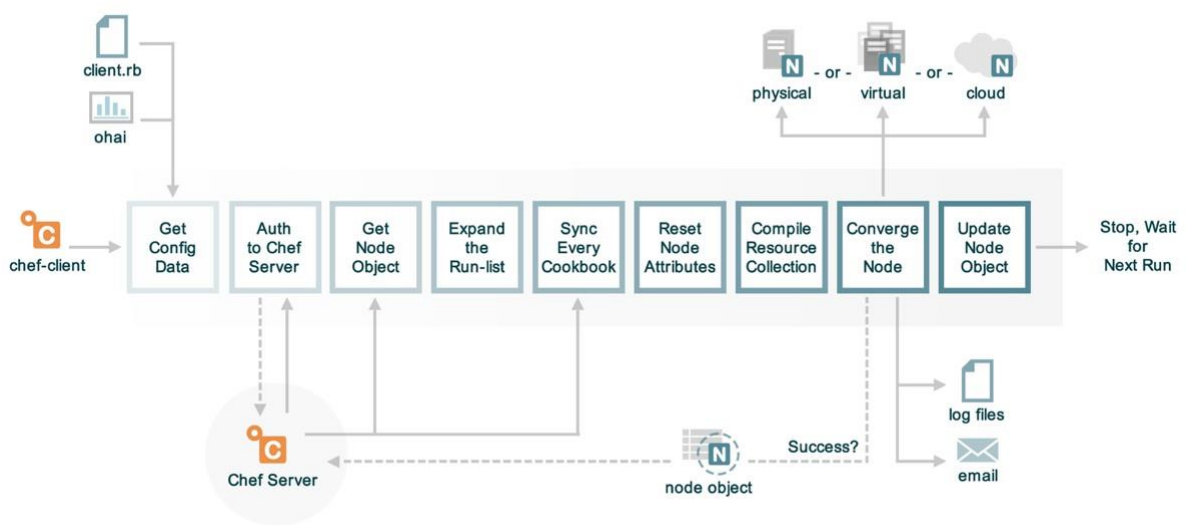 client.rb
ohai
physical
- or -
virtual
- or -
cloud
N
N
N
C
chef-client
Get
Config
Data
Auth
to Chef
Server
Get
Node
Object
Expand
the
Run-list
Sync
Every
Cookbook
Reset
Node
Attributes
Compile
Resource
Collection
Converge
the
Node
Update
Node
Object
Stop, Wait
for
Next Run
C
Chef Server
N
node object
Success?
log files
email